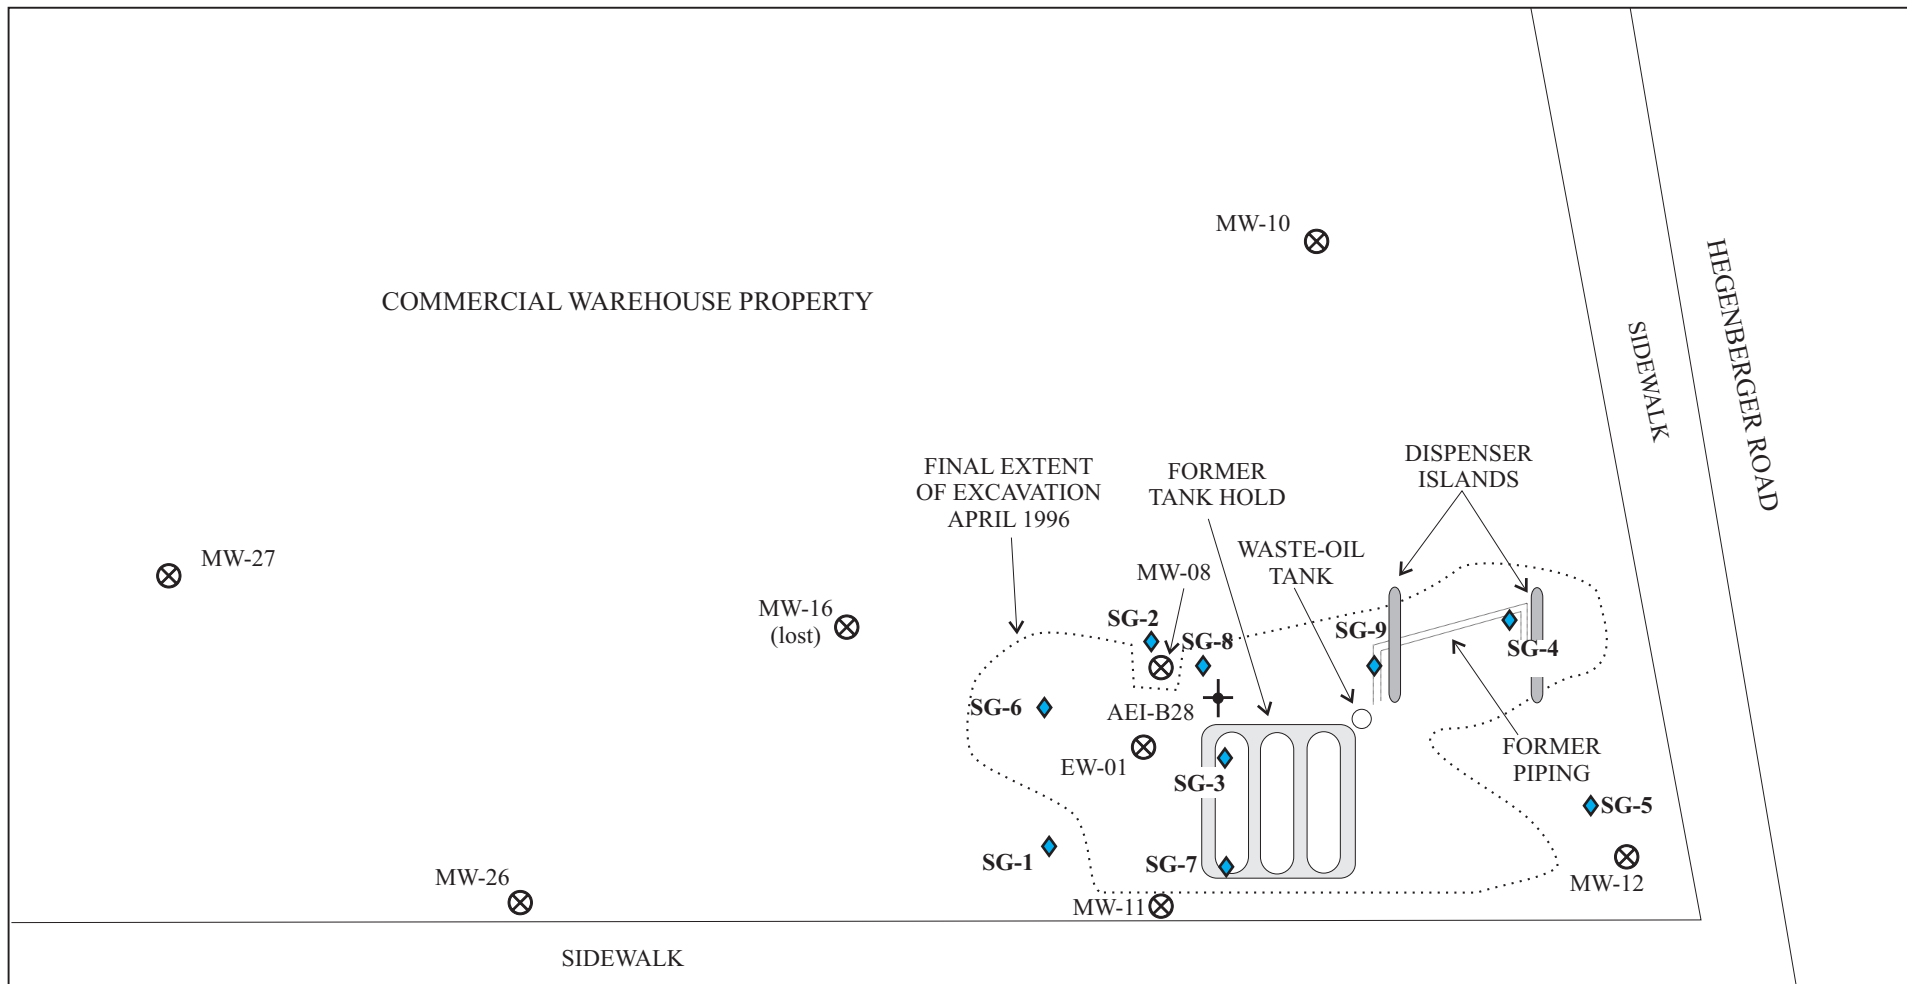 MW-10
HEGENBERGER ROAD
COMMERCIAL WAREHOUSE PROPERTY
SIDEWALK
DISPENSER
ISLANDS
FINAL EXTENT
OF EXCAVATION
APRIL 1996
FORMER
TANK HOLD
WASTE-OIL
TANK
MW-27
MW-08
MW-16
(lost)
SG-2
SG-8
SG-9
SG-4
SG-6
AEI-B28
EW-01
FORMER
PIPING
SG-3
SG-5
SG-1
SG-7
MW-26
MW-12
MW-11
SIDEWALK